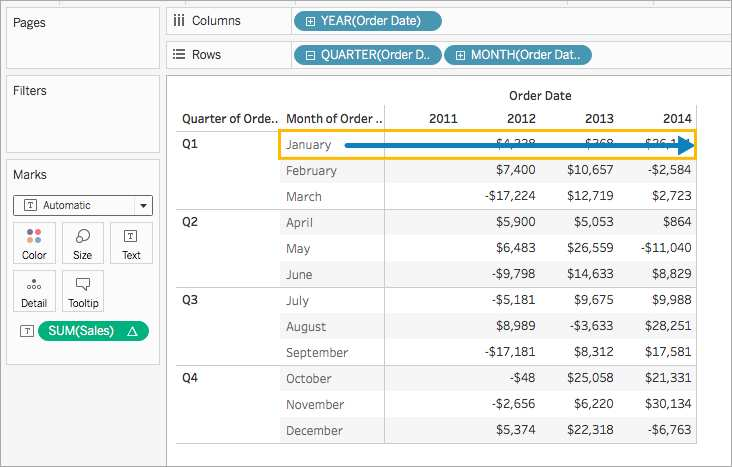 Pages
Columns
YEAR(Order Date)
Rows
QUARTER(Order D..
MONTH(Order Dat..
Filters
Marks
T Automatic
Color
Size
T
Text
Detail
Tooltip
T SUM(Sales) Δ
Order Date
Quarter of Orde.. Month of Order .. 2011 2012 2013 2014
Q1 January
February $7,400 $10,657 -$2,584
March -$17,224 $12,719 $2,723
Q2 April $5,900 $5,053 $864
May $6,483 $26,559 -$11,040
June -$9,798 $14,633 $8,829
Q3 July -$5,181 $9,675 $9,988
August $8,989 -$3,633 $28,251
September -$17,181 $8,312 $17,581
Q4 October -$48 $25,058 $21,331
November -$2,656 $6,220 $30,134
December $5,374 $22,318 -$6,763